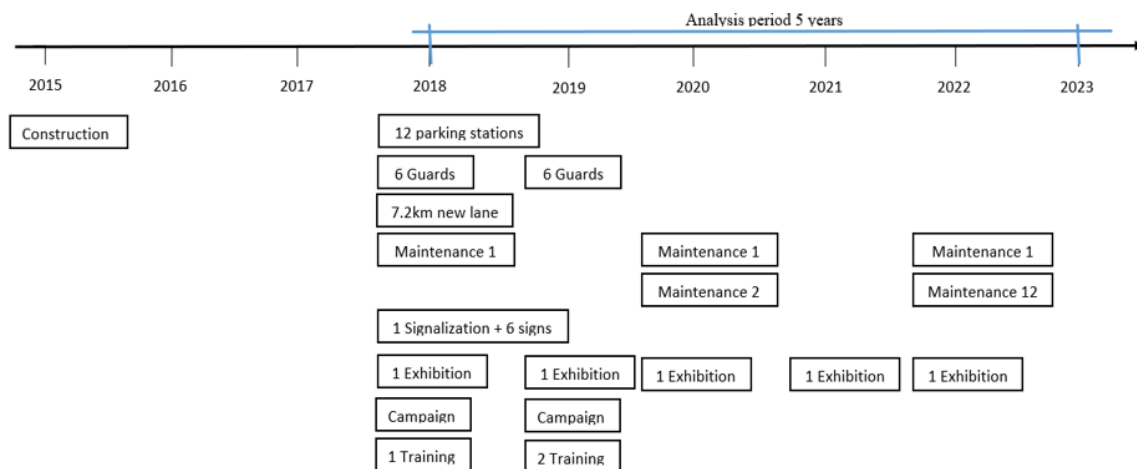 Analysis period 5 years
2015 2016 2017 2018 2019 2020 2021 2022 2023
Construction 12 parking stations
6 Guards 6 Guards
7.2km new lane
Maintenance 1 Maintenance 1 Maintenance 1
Maintenance 2 Maintenance 12
1 Signalization + 6 signs
1 Exhibition 1 Exhibition 1 Exhibition 1 Exhibition 1 Exhibition
Campaign Campaign
1 Training 2 Training